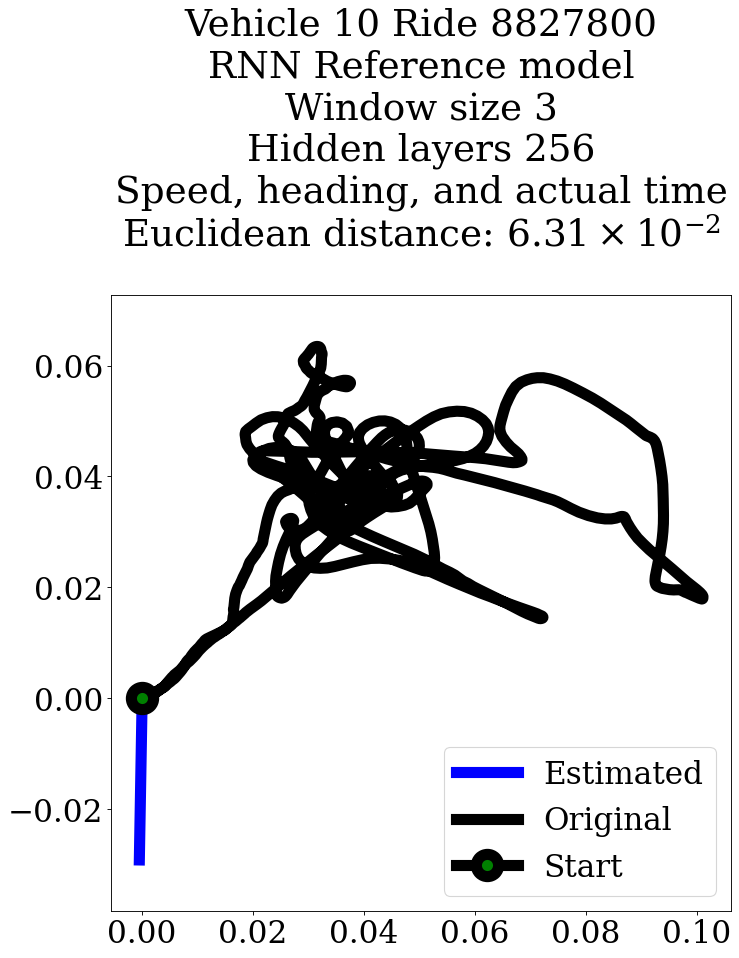 Vehicle 10 Ride 8827800
RNN Reference model
Window size 3
Hidden layers 256
Speed, heading, and actual time
Euclidean distance: 6.31 × 10⁻²
0.06
0.04
0.02
0.00
−0.02
Estimated
Original
Start
0.00 0.02 0.04 0.06 0.08 0.10